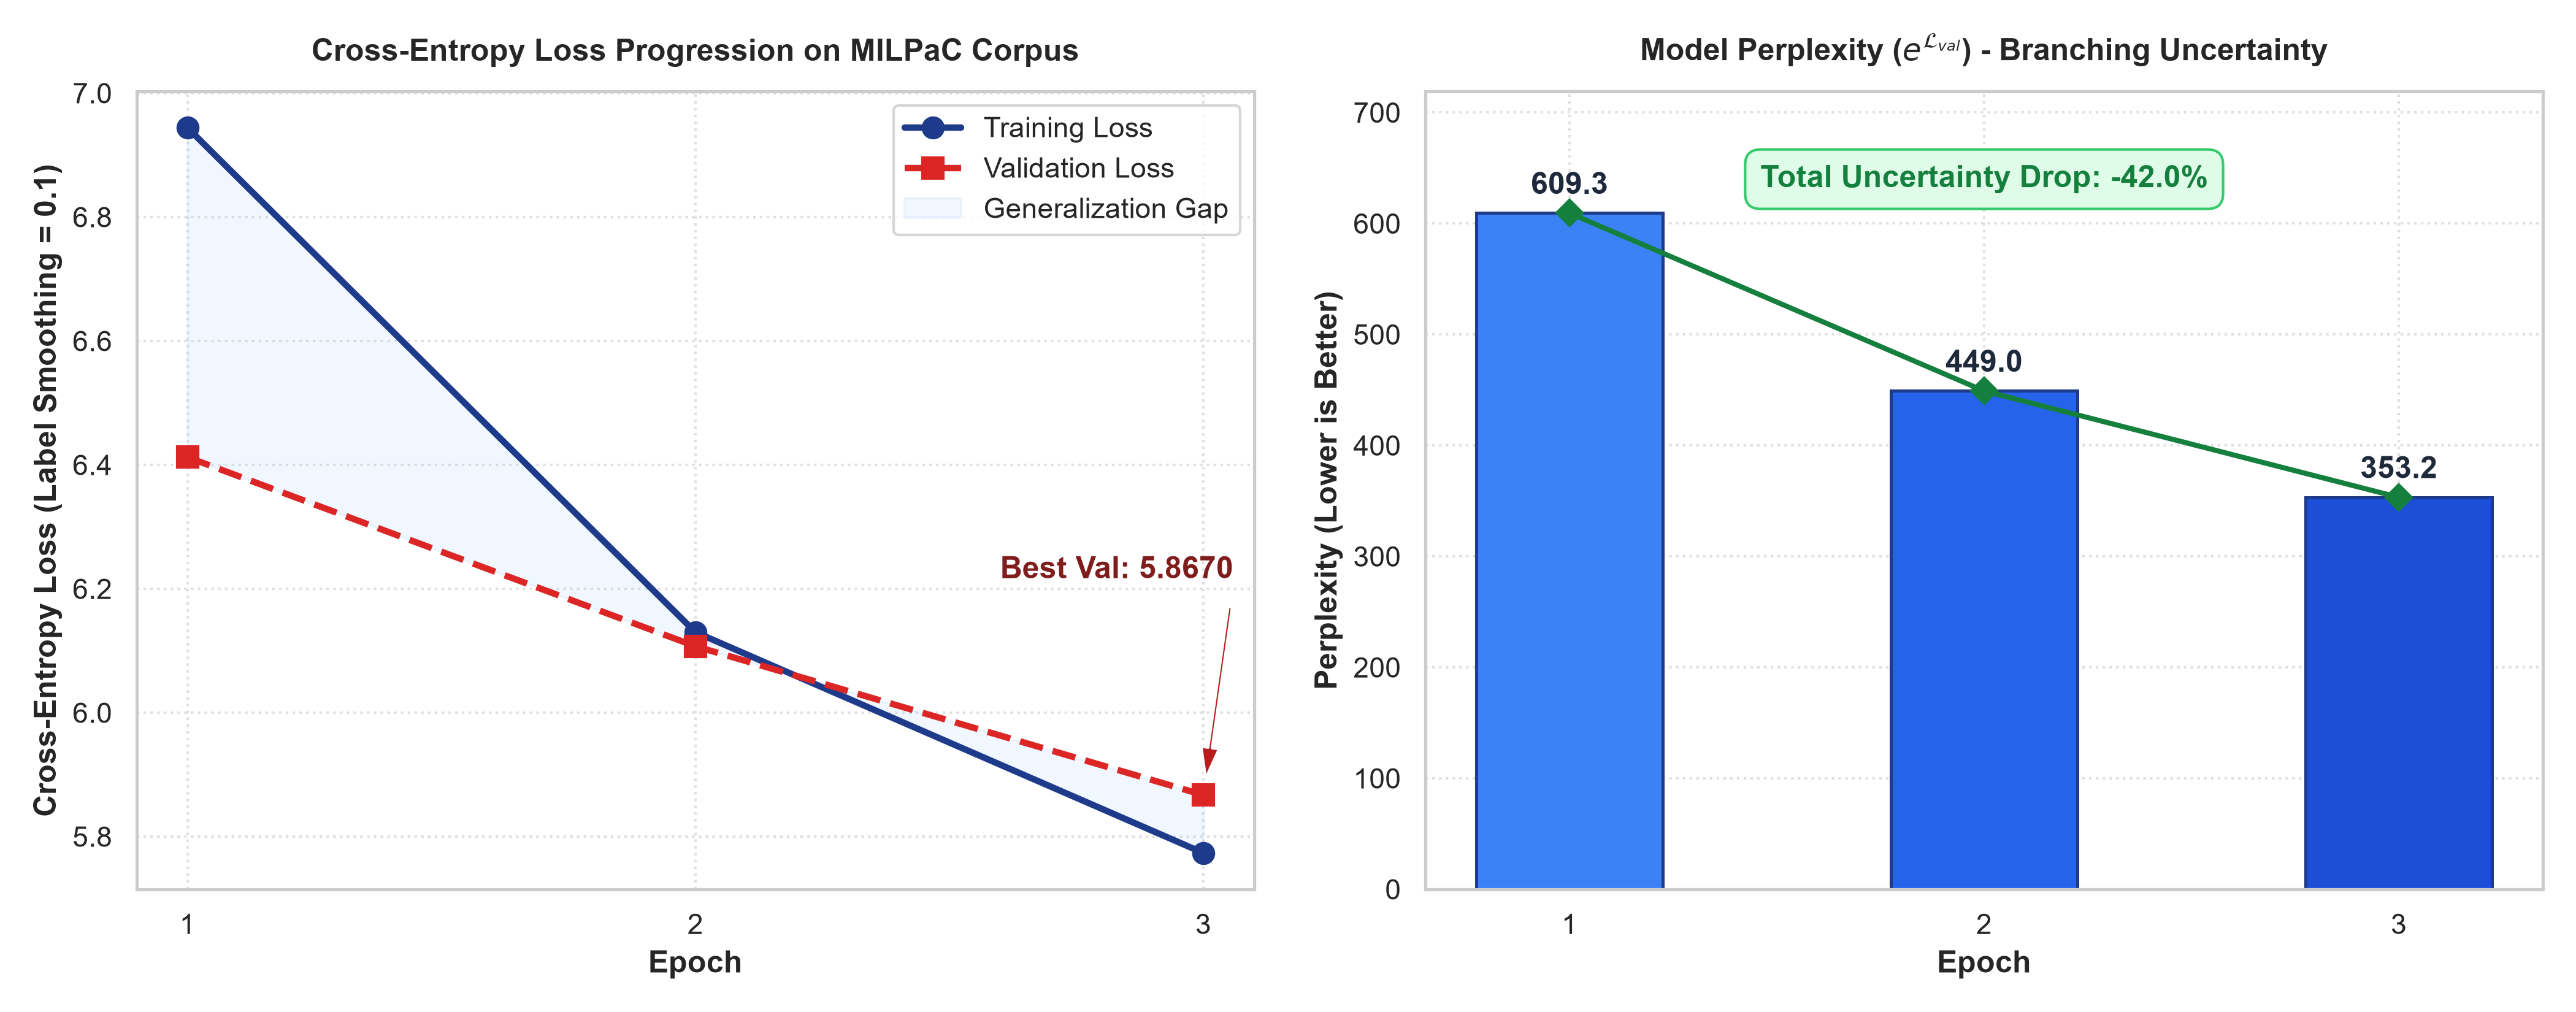 Cross-Entropy Loss Progression on MILPaC Corpus
Cross-Entropy Loss (Label Smoothing = 0.1)
7.0
6.8
6.6
6.4
6.2
6.0
5.8
Training Loss
Validation Loss
Generalization Gap
Best Val: 5.8670
1 2 3
Epoch
Model Perplexity (e^ℒval) - Branching Uncertainty
Perplexity (Lower is Better)
700
600
500
400
300
200
100
0
Total Uncertainty Drop: -42.0%
609.3
449.0
353.2
1 2 3
Epoch